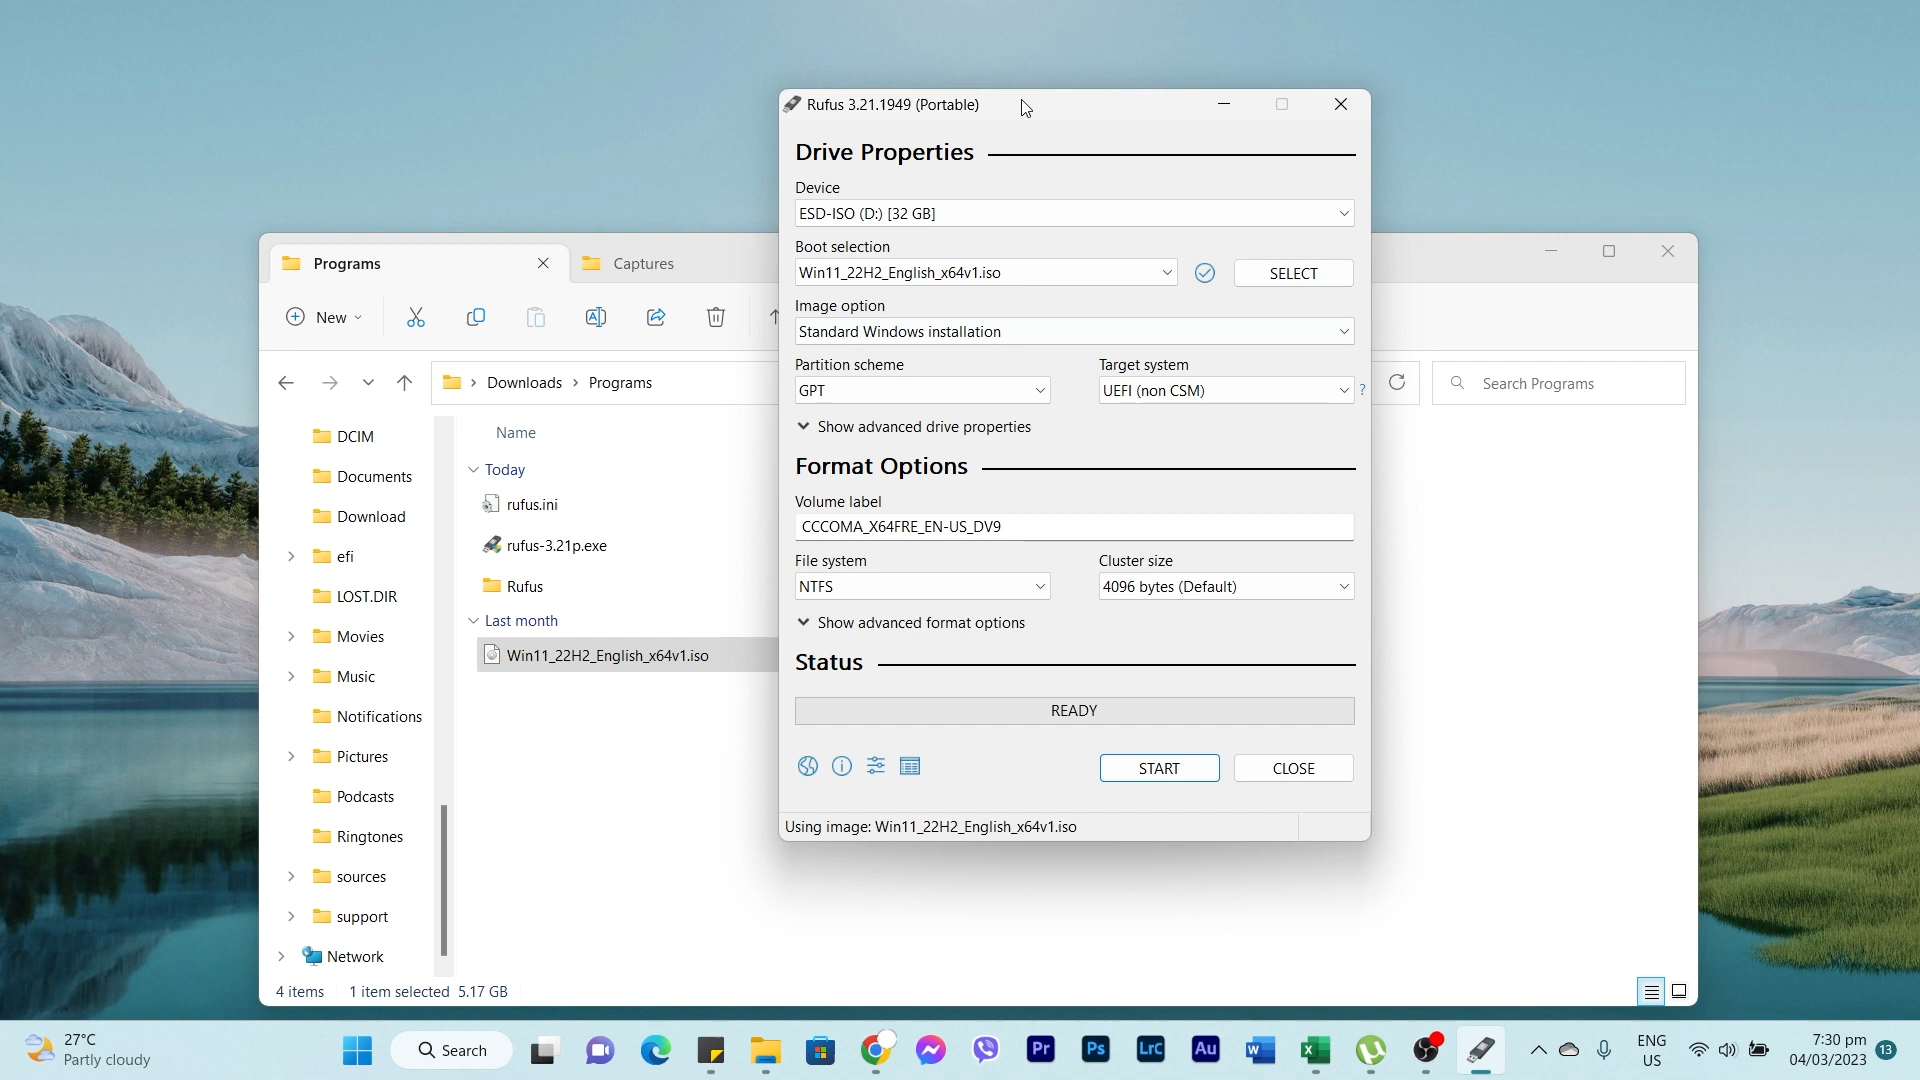 Rufus 3.21.1949 (Portable)
Drive Properties
Device
ESD-ISO (D:) [32 GB]
Boot selection
Win11_22H2_English_x64v1.iso
SELECT
Image option
Standard Windows installation
Partition scheme
Target system
GPT
UEFI (non CSM)
?
Show advanced drive properties
Format Options
Volume label
CCCOMA_X64FRE_EN-US_DV9
File system
Cluster size
NTFS
4096 bytes (Default)
Show advanced format options
Status
READY
START
CLOSE
Using image: Win11_22H2_English_x64v1.iso
Programs
Captures
New
Downloads
Programs
Search Programs
DCIM
Documents
Download
efi
LOST.DIR
Movies
Music
Notifications
Pictures
Podcasts
Ringtones
sources
support
Network
Name
Today
rufus.ini
rufus-3.21p.exe
Rufus
Last month
Win11_22H2_English_x64v1.iso
4 items
1 item selected 5.17 GB
27°C
Partly cloudy
Search
Pr
Ps
LrC
Au
W
X
ENG
US
7:30 pm
04/03/2023
13